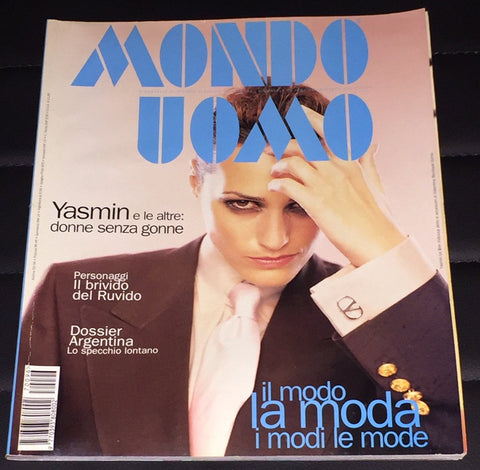 MONDO
UOMO
Yasmin e le altre:
donne senza gonne
Personaggi
Il brivido
del Ruvido
Dossier
Argentina
Lo specchio lontano
il modo
la moda
i modi le mode